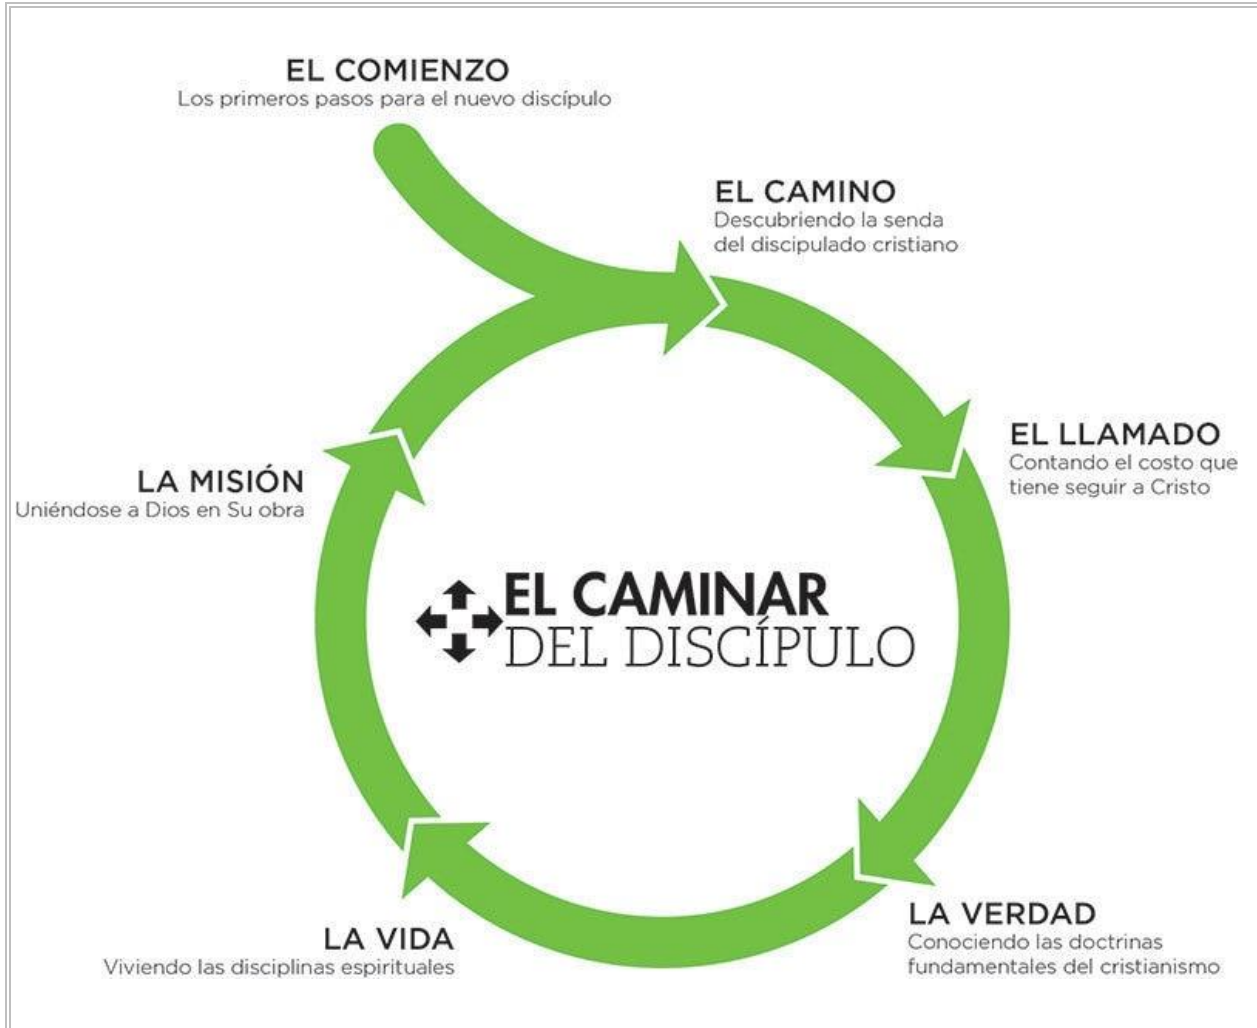 EL COMIENZO
Los primeros pasos para el nuevo discípulo
EL CAMINO
Descubriendo la senda
del discipulado cristiano
EL LLAMADO
Contando el costo que
tiene seguir a Cristo
LA VERDAD
Conociendo las doctrinas
fundamentales del cristianismo
LA VIDA
Viviendo las disciplinas espirituales
LA MISIÓN
Uniéndose a Dios en Su obra
EL CAMINAR
DEL DISCÍPULO